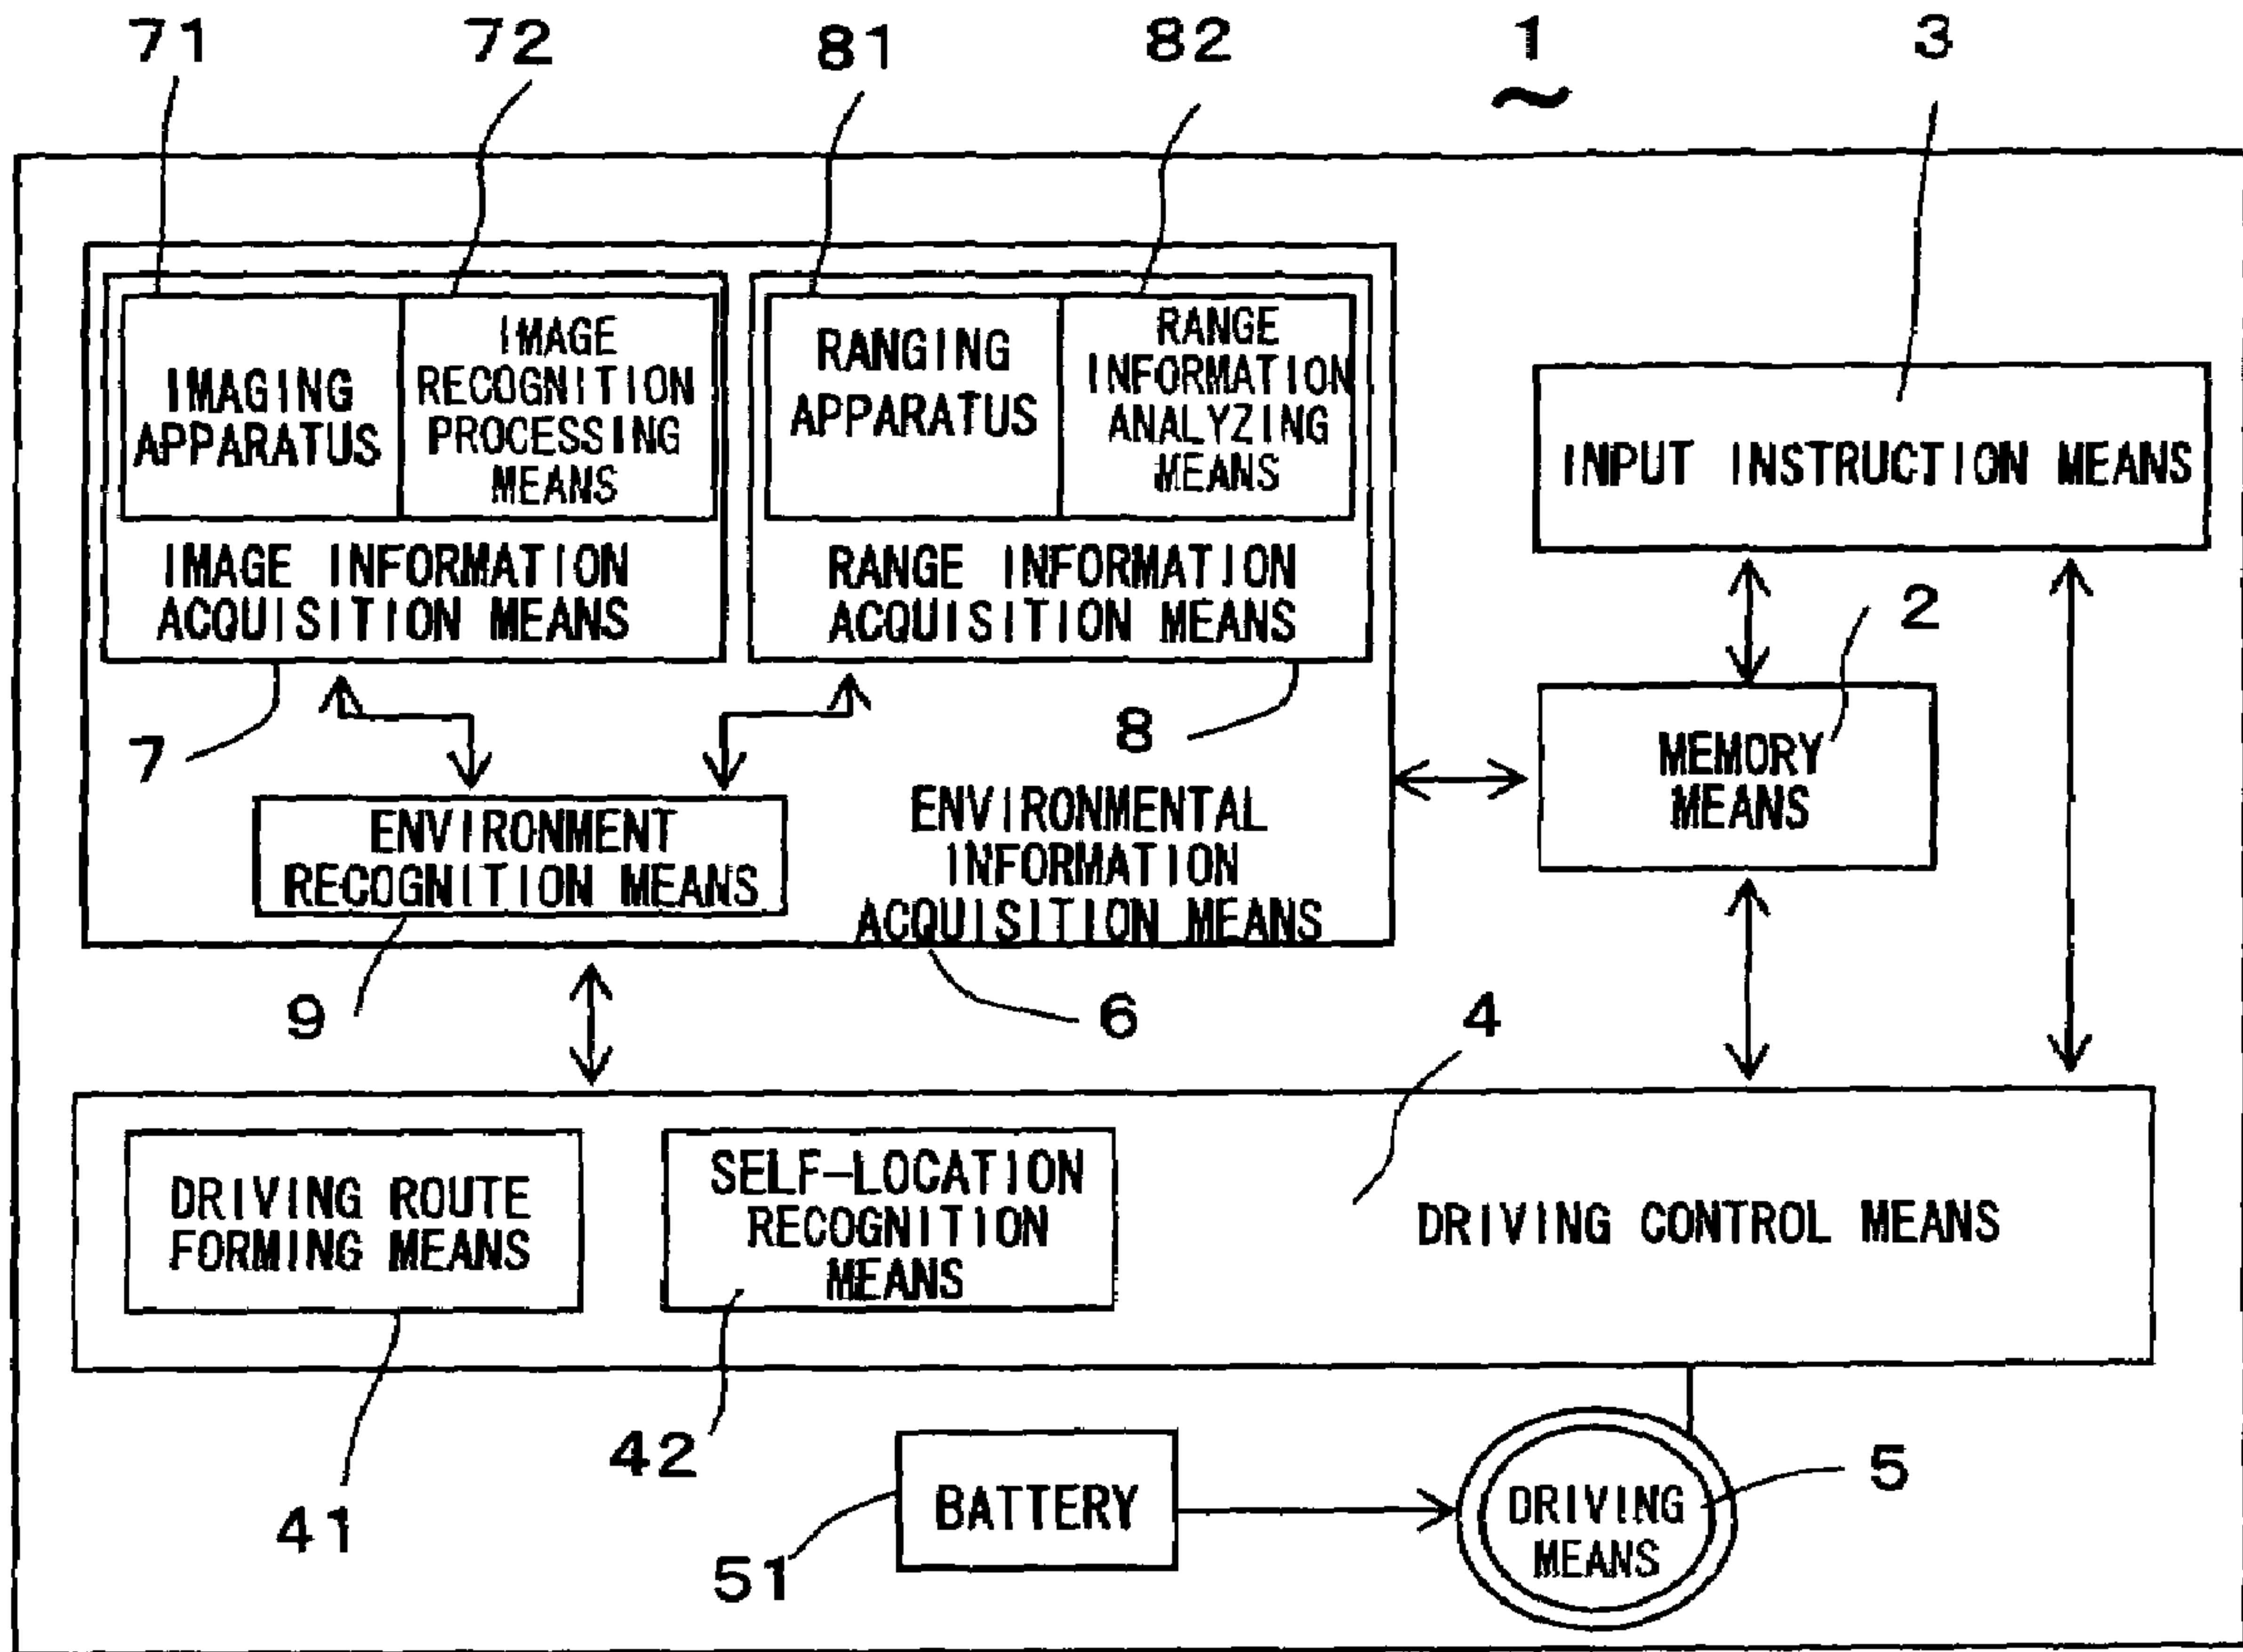 71
72
81
82
1
3
IMAGING
APPARATUS
IMAGE
RECOGNITION
PROCESSING
MEANS
RANGING
APPARATUS
RANGE
INFORMATION
ANALYZING
MEANS
INPUT INSTRUCTION MEANS
IMAGE INFORMATION
ACQUISITION MEANS
RANGE INFORMATION
ACQUISITION MEANS
2
7
8
MEMORY
MEANS
ENVIRONMENT
RECOGNITION MEANS
ENVIRONMENTAL
INFORMATION
ACQUISITION MEANS
9
6
4
DRIVING ROUTE
FORMING MEANS
SELF-LOCATION
RECOGNITION
MEANS
DRIVING CONTROL MEANS
41
42
51
BATTERY
DRIVING
MEANS
5